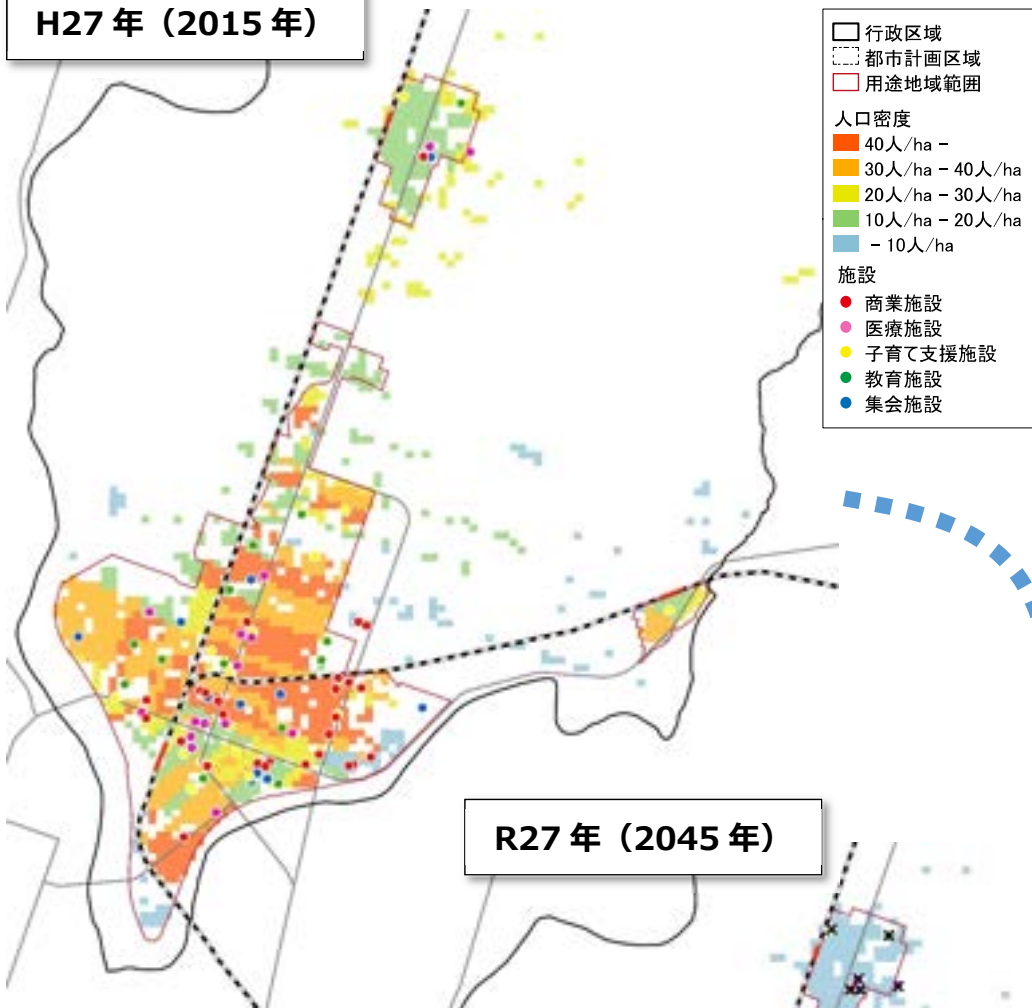 H27 年（2015 年）
行政区域
都市計画区域
用途地域範囲
人口密度
40人/ha −
30人/ha − 40人/ha
20人/ha − 30人/ha
10人/ha − 20人/ha
− 10人/ha
施設
商業施設
医療施設
子育て支援施設
教育施設
集会施設
R27 年（2045 年）